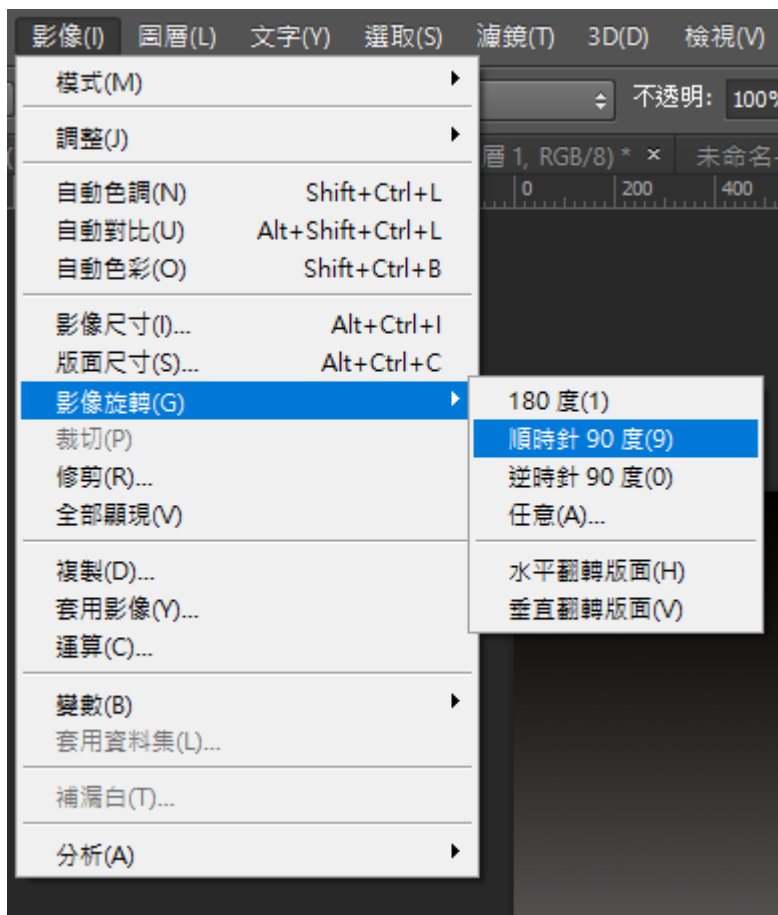 影像(I) 圖層(L) 文字(Y) 選取(S) 濾鏡(T) 3D(D) 檢視(V)
模式(M)
不透明: 100%
調整(J)
層 1, RGB/8) * × 未命名-
自動色調(N) Shift+Ctrl+L
0 200 400
自動對比(U) Alt+Shift+Ctrl+L
自動色彩(O) Shift+Ctrl+B
影像尺寸(I)... Alt+Ctrl+I
版面尺寸(S)... Alt+Ctrl+C
影像旋轉(G)
180 度(1)
裁切(P)
順時針 90 度(9)
修剪(R)...
逆時針 90 度(0)
全部顯現(V)
任意(A)...
複製(D)...
水平翻轉版面(H)
套用影像(Y)...
垂直翻轉版面(V)
運算(C)...
變數(B)
套用資料集(L)...
補漏白(T)...
分析(A)